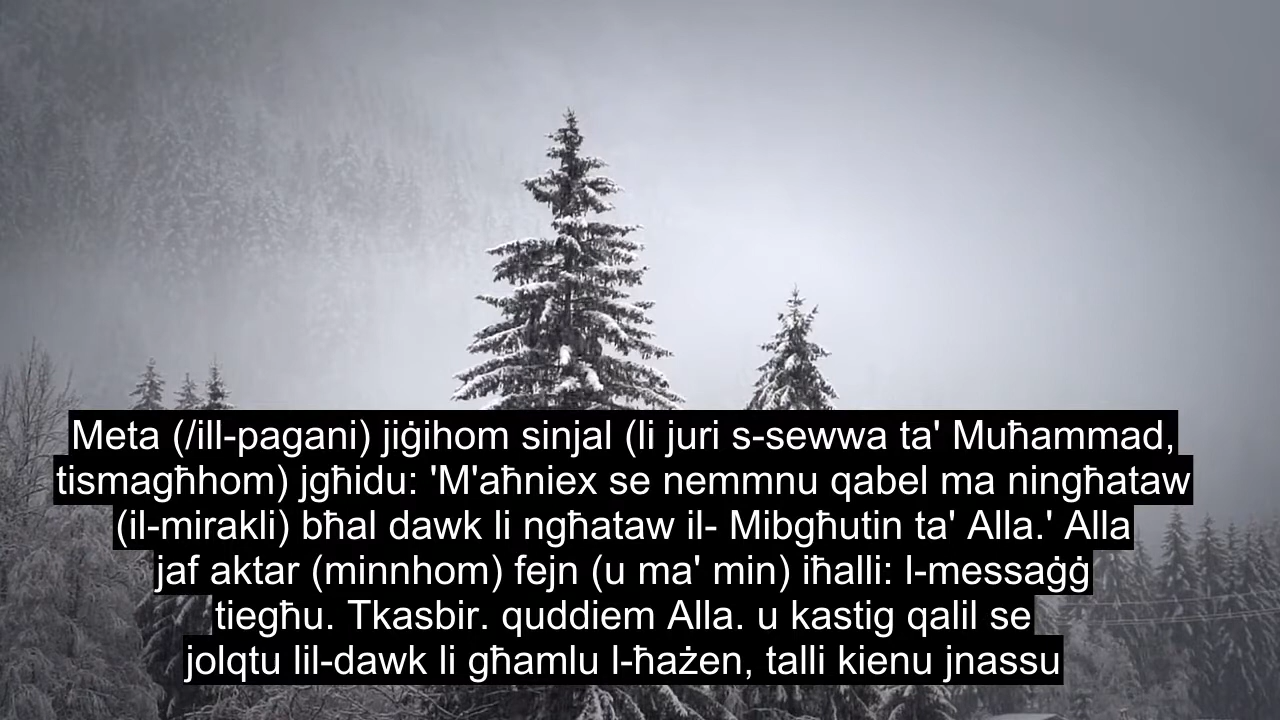 Meta (/ill-pagani) jiġihom sinjal (li juri s-sewwa ta' Muħammad,
tismagħhom) jgħidu: 'M'aħniex se nemmnu qabel ma ningħataw
(il-mirakli) bħal dawk li ngħataw il- Mibgħutin ta' Alla.' Alla
jaf aktar (minnhom) fejn (u ma' min) iħalli: l-messaġġ
tiegħu. Tkasbir. quddiem Alla. u kastig qalil se
jolqtu lil-dawk li għamlu l-ħażen, talli kienu jnassu